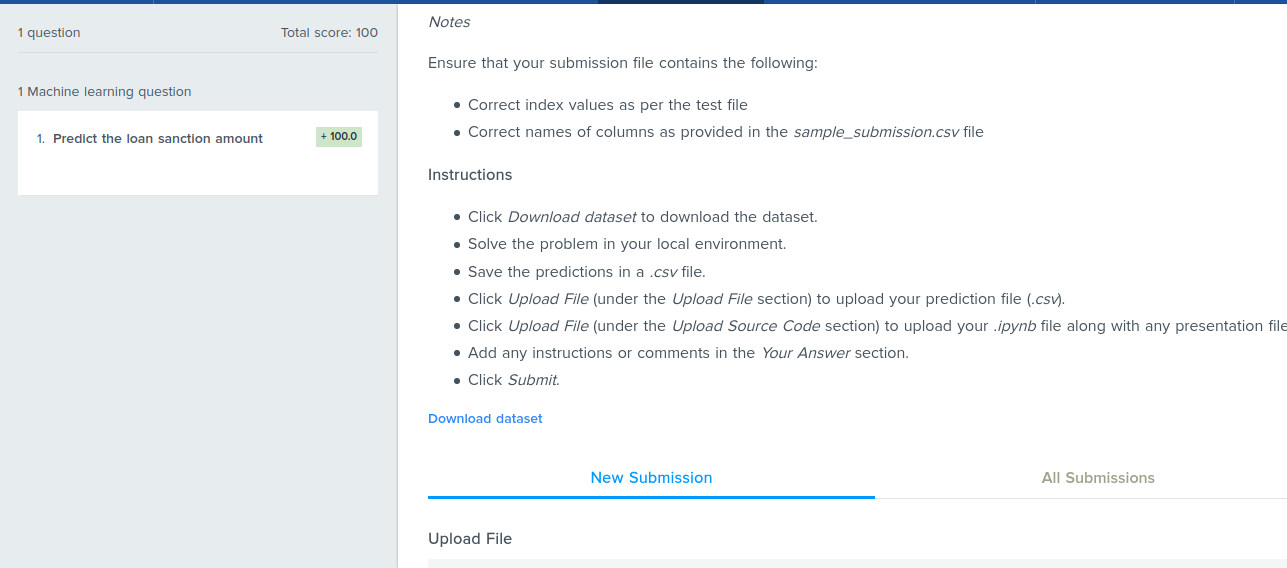 1 question
Total score: 100
1 Machine learning question
1. Predict the loan sanction amount
+ 100.0
Notes
Ensure that your submission file contains the following:
• Correct index values as per the test file
• Correct names of columns as provided in the sample_submission.csv file
Instructions
• Click Download dataset to download the dataset.
• Solve the problem in your local environment.
• Save the predictions in a .csv file.
• Click Upload File (under the Upload File section) to upload your prediction file (.csv).
• Click Upload File (under the Upload Source Code section) to upload your .ipynb file along with any presentation file
• Add any instructions or comments in the Your Answer section.
• Click Submit.
Download dataset
New Submission
All Submissions
Upload File